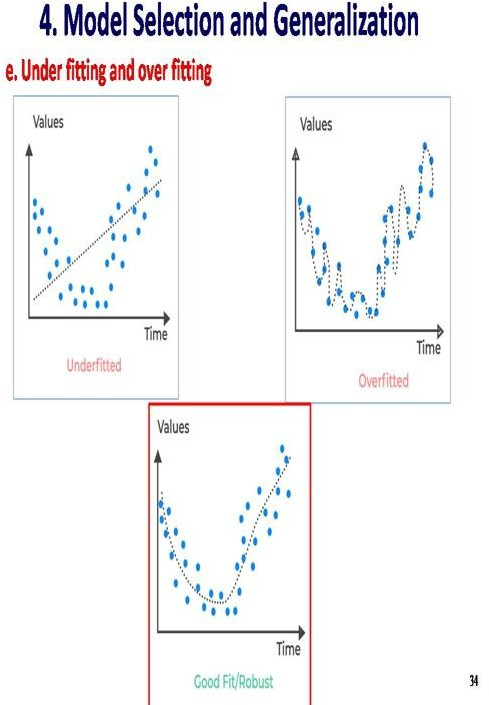 4. Model Selection and Generalization
e. Under fitting and over fitting
Values
Time
Underfitted
Values
Time
Overfitted
Values
Time
Good Fit/Robust
34